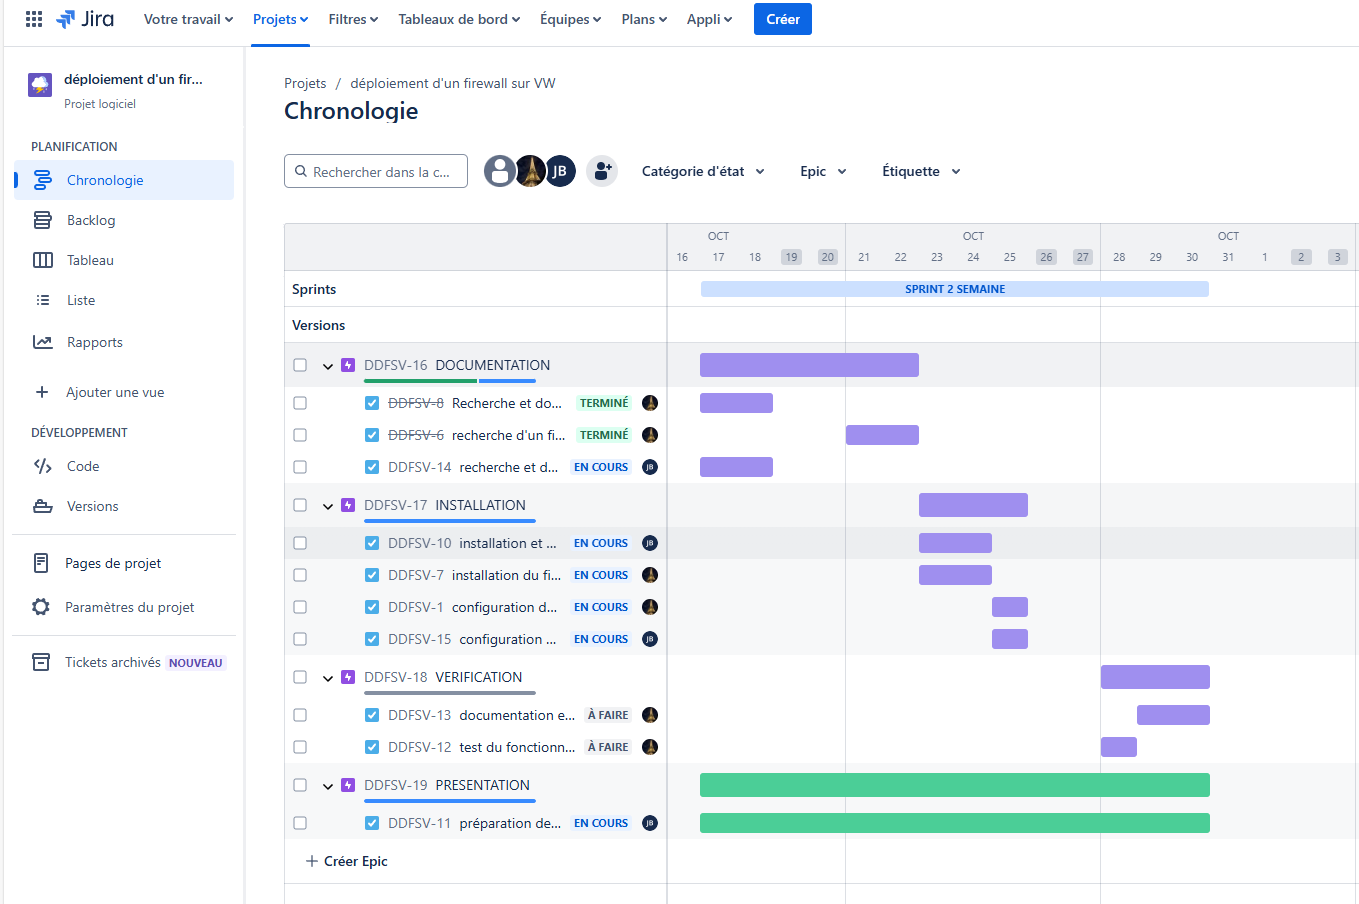 Jira Votre travail Projets Filtres Tableaux de bord Équipes Plans Appli Créer
déploiement d'un fir...
Projet logiciel
PLANIFICATION
Chronologie
Backlog
Tableau
Liste
Rapports
Ajouter une vue
DÉVELOPPEMENT
Code
Versions
Pages de projet
Paramètres du projet
Tickets archivés NOUVEAU
Projets / déploiement d'un firewall sur VW
Chronologie
Rechercher dans la c... JB Catégorie d'état Epic Étiquette
OCT OCT OCT
16 17 18 19 20 21 22 23 24 25 26 27 28 29 30 31 1 2 3
Sprints SPRINT 2 SEMAINE
Versions
DDFSV-16 DOCUMENTATION
DDFSV-8 Recherche et do... TERMINÉ
DDFSV-6 recherche d'un fi... TERMINÉ
DDFSV-14 recherche et d... EN COURS JB
DDFSV-17 INSTALLATION
DDFSV-10 installation et ... EN COURS JB
DDFSV-7 installation du fi... EN COURS
DDFSV-1 configuration d... EN COURS
DDFSV-15 configuration ... EN COURS JB
DDFSV-18 VERIFICATION
DDFSV-13 documentation e... À FAIRE
DDFSV-12 test du fonctionn... À FAIRE
DDFSV-19 PRESENTATION
DDFSV-11 préparation de... EN COURS JB
+ Créer Epic